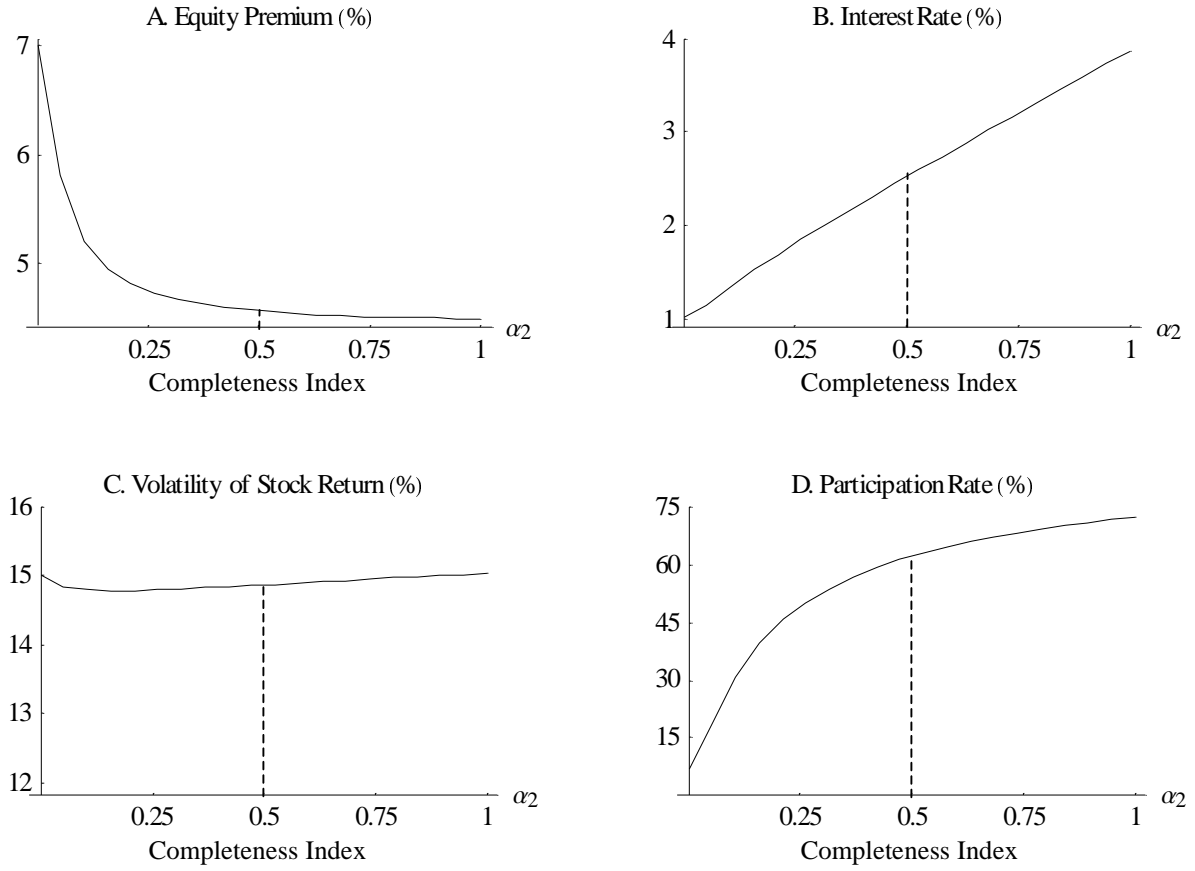 A. Equity Premium (%)
7
6
5
0.25 0.5 0.75 1 α2
Completeness Index
B. Interest Rate (%)
4
3
2
1
0.25 0.5 0.75 1 α2
Completeness Index
C. Volatility of Stock Return (%)
16
15
14
13
12
0.25 0.5 0.75 1 α2
Completeness Index
D. Participation Rate (%)
75
60
45
30
15
0.25 0.5 0.75 1 α2
Completeness Index